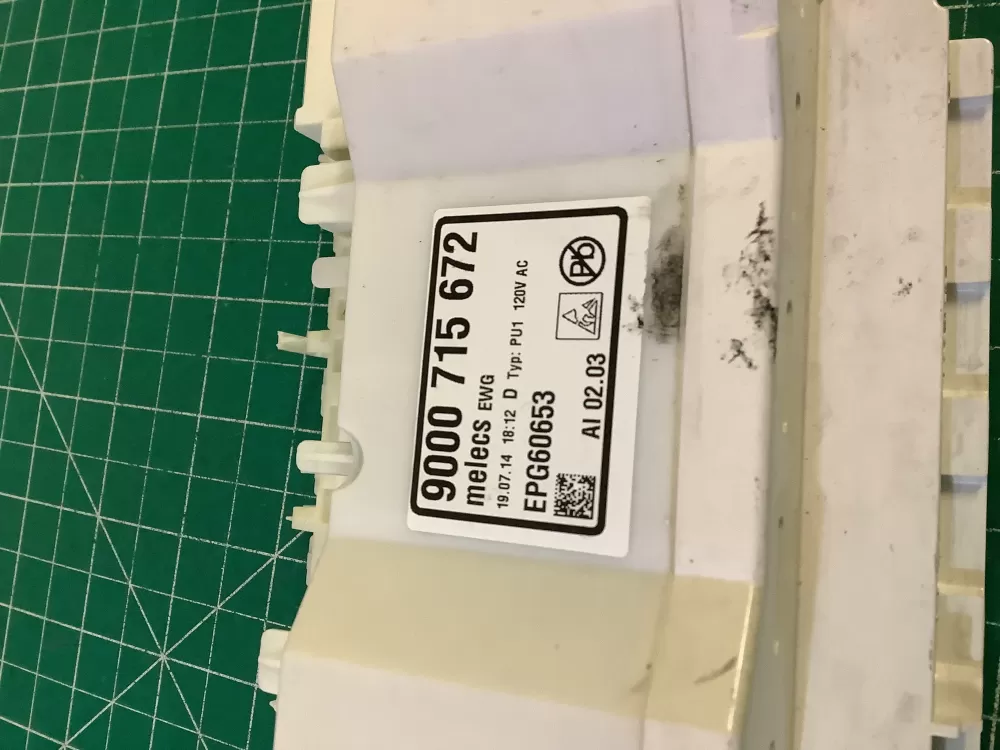 9000 715 672
melecs EWG
19.07.14 18:12 D Typ: PU1 120V AC
EPG60653
AI 02.03
Pb